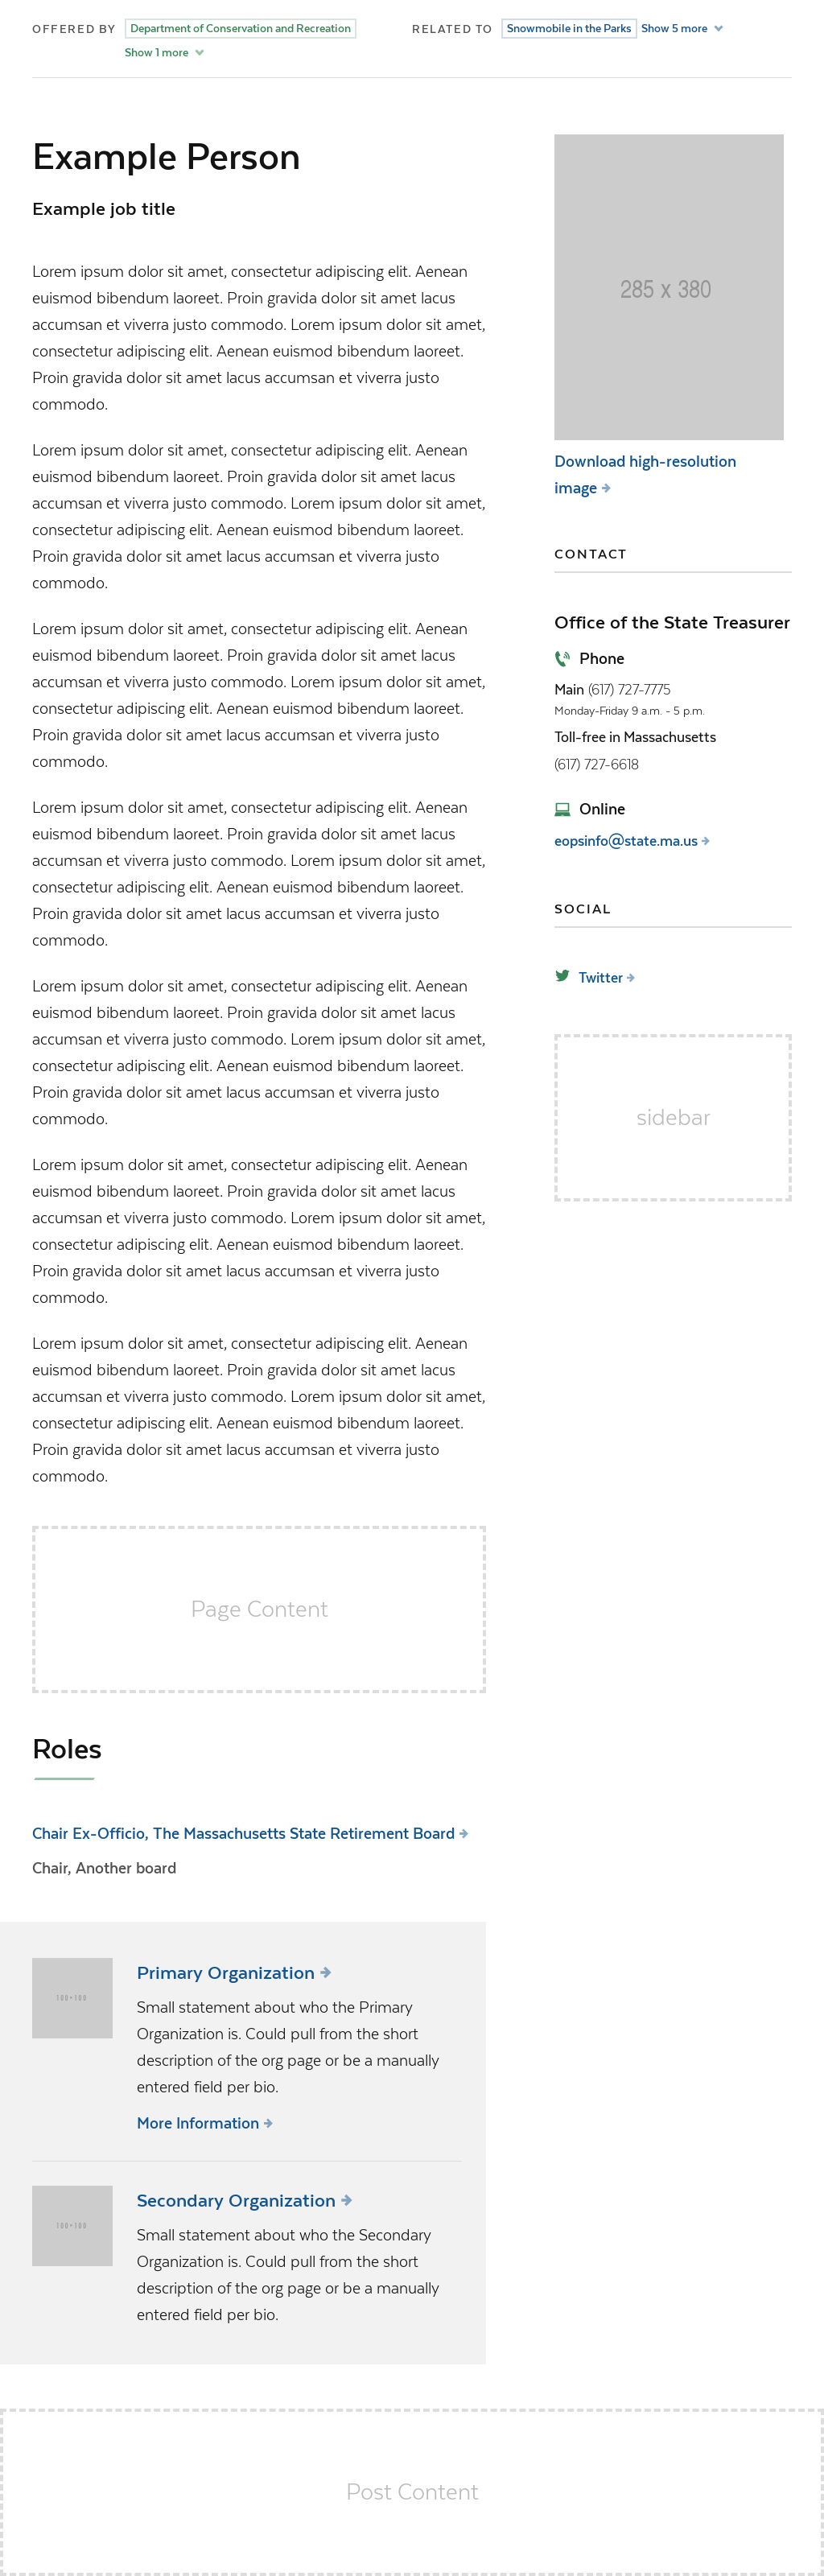 OFFERED BY Department of Conservation and Recreation
Show 1 more
RELATED TO Snowmobile in the Parks Show 5 more
Example Person
Example job title
Lorem ipsum dolor sit amet, consectetur adipiscing elit. Aenean
euismod bibendum laoreet. Proin gravida dolor sit amet lacus
accumsan et viverra justo commodo. Lorem ipsum dolor sit amet,
consectetur adipiscing elit. Aenean euismod bibendum laoreet.
Proin gravida dolor sit amet lacus accumsan et viverra justo
commodo.
Lorem ipsum dolor sit amet, consectetur adipiscing elit. Aenean
euismod bibendum laoreet. Proin gravida dolor sit amet lacus
accumsan et viverra justo commodo. Lorem ipsum dolor sit amet,
consectetur adipiscing elit. Aenean euismod bibendum laoreet.
Proin gravida dolor sit amet lacus accumsan et viverra justo
commodo.
Lorem ipsum dolor sit amet, consectetur adipiscing elit. Aenean
euismod bibendum laoreet. Proin gravida dolor sit amet lacus
accumsan et viverra justo commodo. Lorem ipsum dolor sit amet,
consectetur adipiscing elit. Aenean euismod bibendum laoreet.
Proin gravida dolor sit amet lacus accumsan et viverra justo
commodo.
Lorem ipsum dolor sit amet, consectetur adipiscing elit. Aenean
euismod bibendum laoreet. Proin gravida dolor sit amet lacus
accumsan et viverra justo commodo. Lorem ipsum dolor sit amet,
consectetur adipiscing elit. Aenean euismod bibendum laoreet.
Proin gravida dolor sit amet lacus accumsan et viverra justo
commodo.
Lorem ipsum dolor sit amet, consectetur adipiscing elit. Aenean
euismod bibendum laoreet. Proin gravida dolor sit amet lacus
accumsan et viverra justo commodo. Lorem ipsum dolor sit amet,
consectetur adipiscing elit. Aenean euismod bibendum laoreet.
Proin gravida dolor sit amet lacus accumsan et viverra justo
commodo.
Lorem ipsum dolor sit amet, consectetur adipiscing elit. Aenean
euismod bibendum laoreet. Proin gravida dolor sit amet lacus
accumsan et viverra justo commodo. Lorem ipsum dolor sit amet,
consectetur adipiscing elit. Aenean euismod bibendum laoreet.
Proin gravida dolor sit amet lacus accumsan et viverra justo
commodo.
Lorem ipsum dolor sit amet, consectetur adipiscing elit. Aenean
euismod bibendum laoreet. Proin gravida dolor sit amet lacus
accumsan et viverra justo commodo. Lorem ipsum dolor sit amet,
consectetur adipiscing elit. Aenean euismod bibendum laoreet.
Proin gravida dolor sit amet lacus accumsan et viverra justo
commodo.
Page Content
Roles
Chair Ex-Officio, The Massachusetts State Retirement Board
Chair, Another board
100×100
Primary Organization
Small statement about who the Primary
Organization is. Could pull from the short
description of the org page or be a manually
entered field per bio.
More Information
100×100
Secondary Organization
Small statement about who the Secondary
Organization is. Could pull from the short
description of the org page or be a manually
entered field per bio.
285 x 380
Download high-resolution
image
CONTACT
Office of the State Treasurer
Phone
Main (617) 727-7775
Monday-Friday 9 a.m. - 5 p.m.
Toll-free in Massachusetts
(617) 727-6618
Online
eopsinfo@state.ma.us
SOCIAL
Twitter
sidebar
Post Content